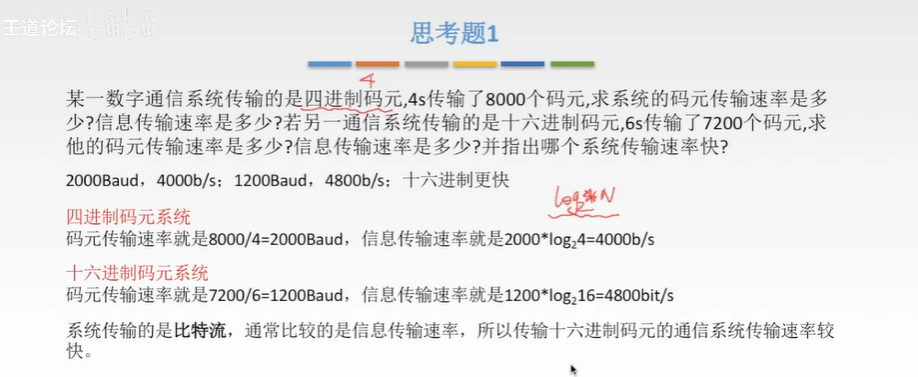 王道论坛
思考题1
4
某一数字通信系统传输的是四进制码元,4s传输了8000个码元,求系统的码元传输速率是多
少?信息传输速率是多少?若另一通信系统传输的是十六进制码元,6s传输了7200个码元,求
他的码元传输速率是多少?信息传输速率是多少?并指出哪个系统传输速率快?
2000Baud，4000b/s；1200Baud，4800b/s；十六进制更快
四进制码元系统
码元传输速率就是8000/4=2000Baud，信息传输速率就是2000*log₂4=4000b/s
十六进制码元系统
码元传输速率就是7200/6=1200Baud，信息传输速率就是1200*log₂16=4800bit/s
系统传输的是比特流，通常比较的是信息传输速率，所以传输十六进制码元的通信系统传输速率较
快。